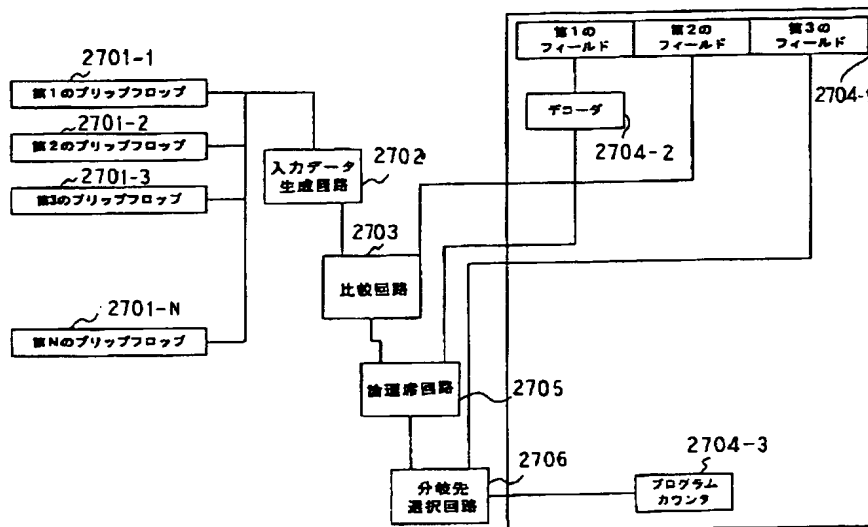 第1の
フィールド
第2の
フィールド
第3の
フィールド
2701-1
第1のプリップフロップ
2701-2
第2のプリップフロップ
2701-3
第3のプリップフロップ
2701-N
第Nのプリップフロップ
デコーダ
2704-2
入力データ
生成回路
2702
2703
比較回路
論理席回路
2705
2706
分岐先
選択回路
2704-3
プログラム
カウンタ